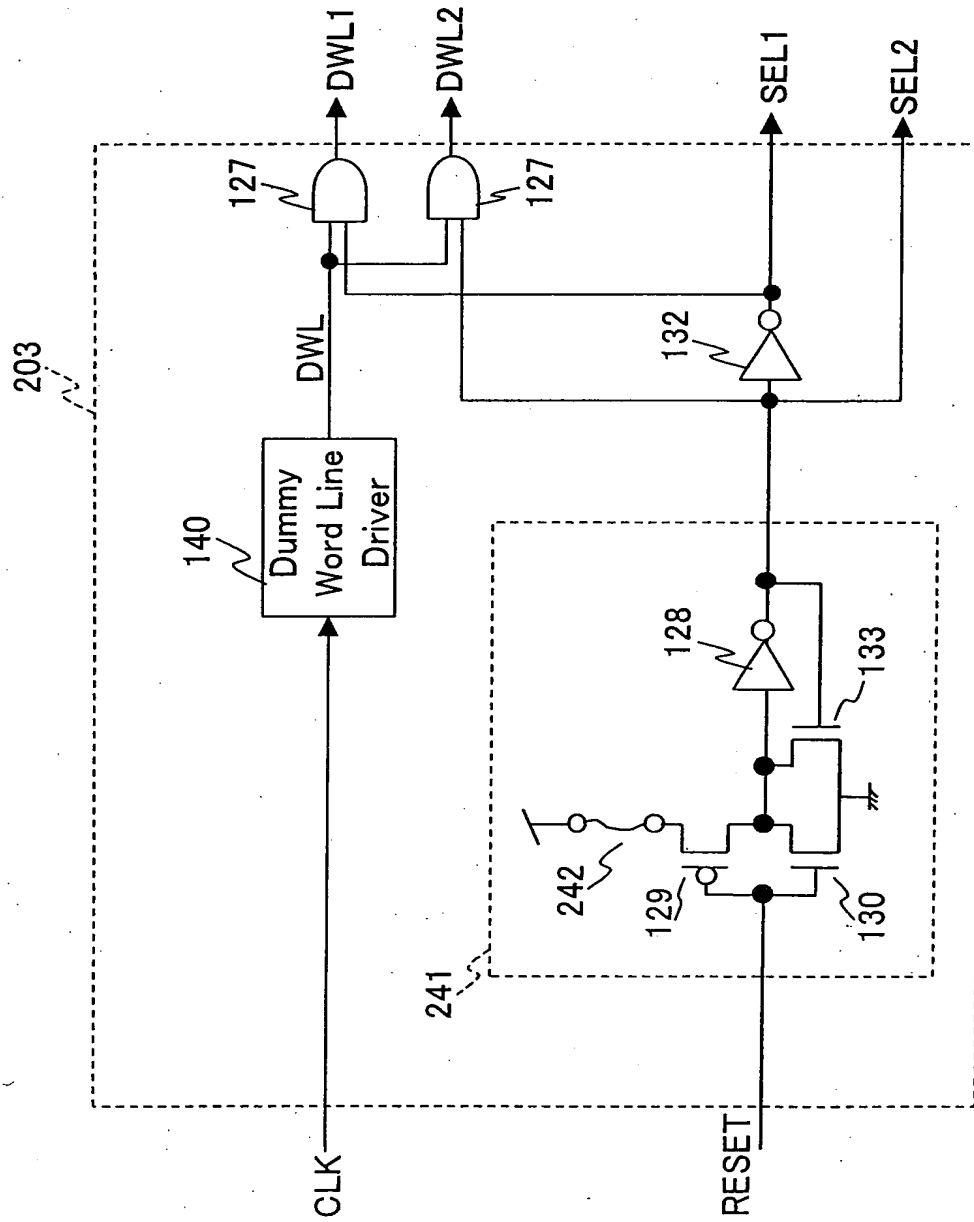 203
CLK
140
Dummy
Word Line
Driver
DWL
127
DWL1
127
DWL2
241
242
129
130
128
133
132
RESET
SEL1
SEL2